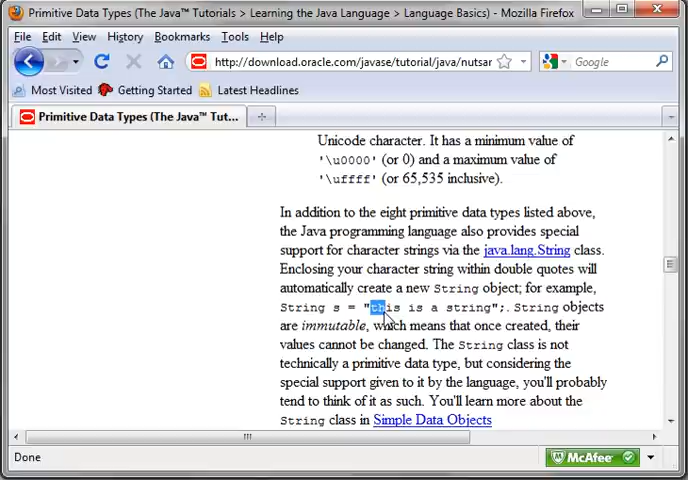 Primitive Data Types (The Java™ Tutorials > Learning the Java Language > Language Basics) - Mozilla Firefox
File Edit View History Bookmarks Tools Help
http://download.oracle.com/javase/tutorial/java/nutsar
Google
Most Visited Getting Started Latest Headlines
Primitive Data Types (The Java™ Tut...
Unicode character. It has a minimum value of
'\u0000' (or 0) and a maximum value of
'\uffff' (or 65,535 inclusive).
In addition to the eight primitive data types listed above,
the Java programming language also provides special
support for character strings via the java.lang.String class.
Enclosing your character string within double quotes will
automatically create a new String object; for example,
String s = "this is a string";. String objects
are immutable, which means that once created, their
values cannot be changed. The String class is not
technically a primitive data type, but considering the
special support given to it by the language, you'll probably
tend to think of it as such. You'll learn more about the
String class in Simple Data Objects
Done
McAfee